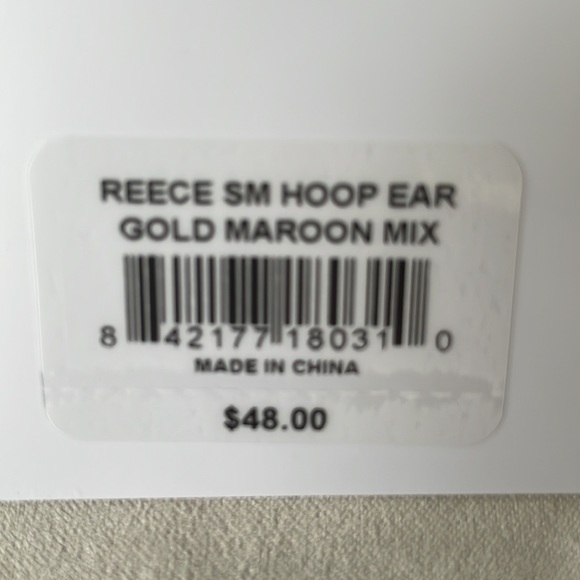 REECE SM HOOP EAR
GOLD MAROON MIX
8 42177 18031 0
MADE IN CHINA
$48.00